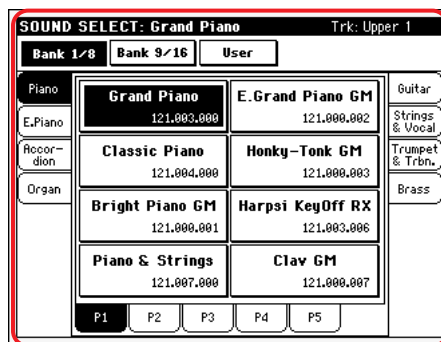 SOUND SELECT: Grand Piano Trk: Upper 1
Bank 1/8 Bank 9/16 User
Piano
E.Piano
Accor-
dion
Organ
Grand Piano
121.003.000
E.Grand Piano GM
121.000.002
Classic Piano
121.004.000
Honky-Tonk GM
121.000.003
Bright Piano GM
121.000.001
Harpsi KeyOff RX
121.003.006
Piano & Strings
121.007.000
Clav GM
121.000.007
Guitar
Strings
& Vocal
Trumpet
& Trbn.
Brass
P1 P2 P3 P4 P5